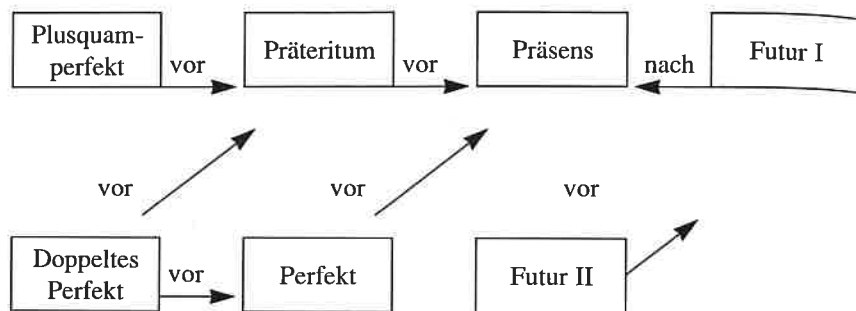 Plusquam-
perfekt
vor
Präteritum
vor
Präsens
nach
Futur I
vor
vor
vor
Doppeltes
Perfekt
vor
Perfekt
Futur II